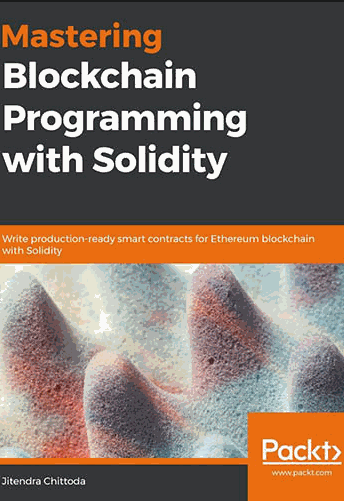 Mastering
Blockchain
Programming
with Solidity
Write production-ready smart contracts for Ethereum blockchain
with Solidity
Packt>
www.packt.com
Jitendra Chittoda